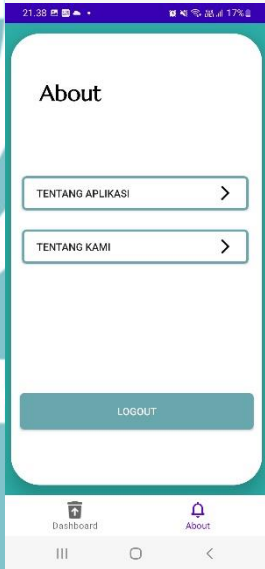 21.38
17%
About
TENTANG APLIKASI
TENTANG KAMI
LOGOUT
Dashboard
About